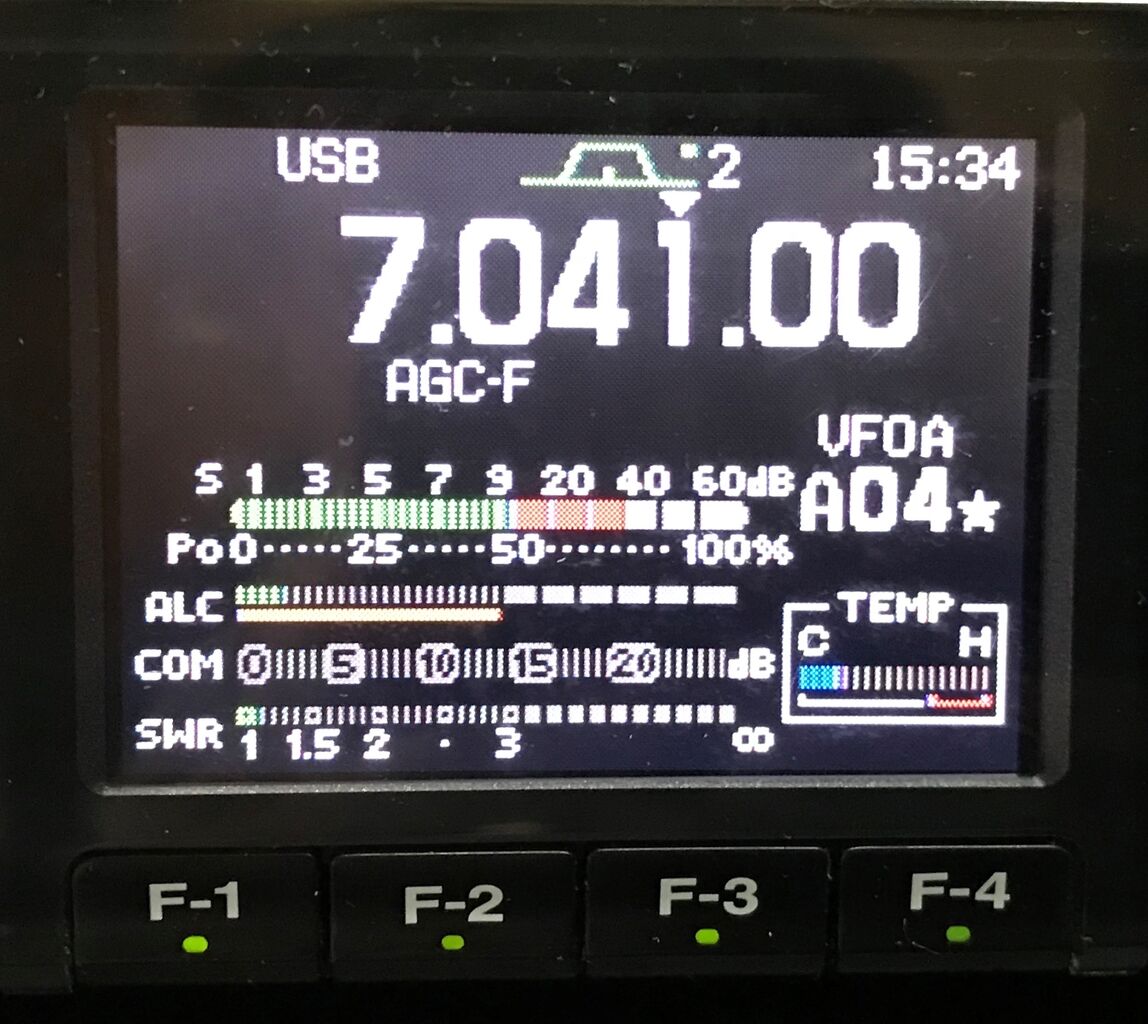 USB 2 15:34
7.041.00
AGC-F
VFOA
A04★
S 1 3 5 7 9 20 40 60dB
Po0·····25·····50········100%
ALC
COM 0 5 10 15 20 dB
SWR
1 1.5 2 · 3 ∞
TEMP
C H
F-1 F-2 F-3 F-4